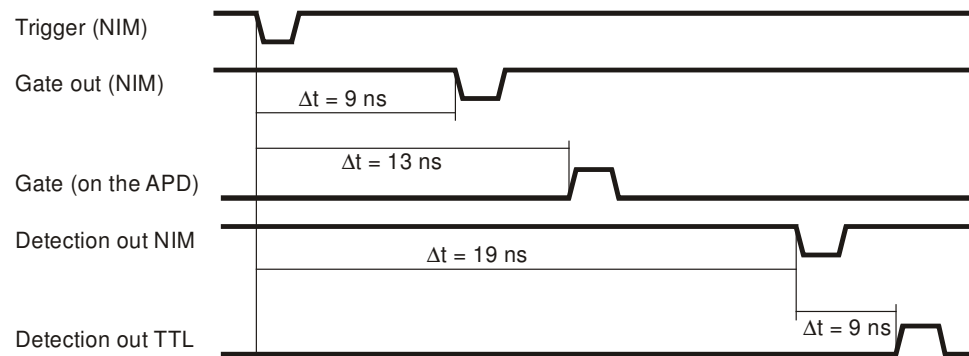 Trigger (NIM)
Gate out (NIM)
Δt = 9 ns
Δt = 13 ns
Gate (on the APD)
Detection out NIM
Δt = 19 ns
Δt = 9 ns
Detection out TTL